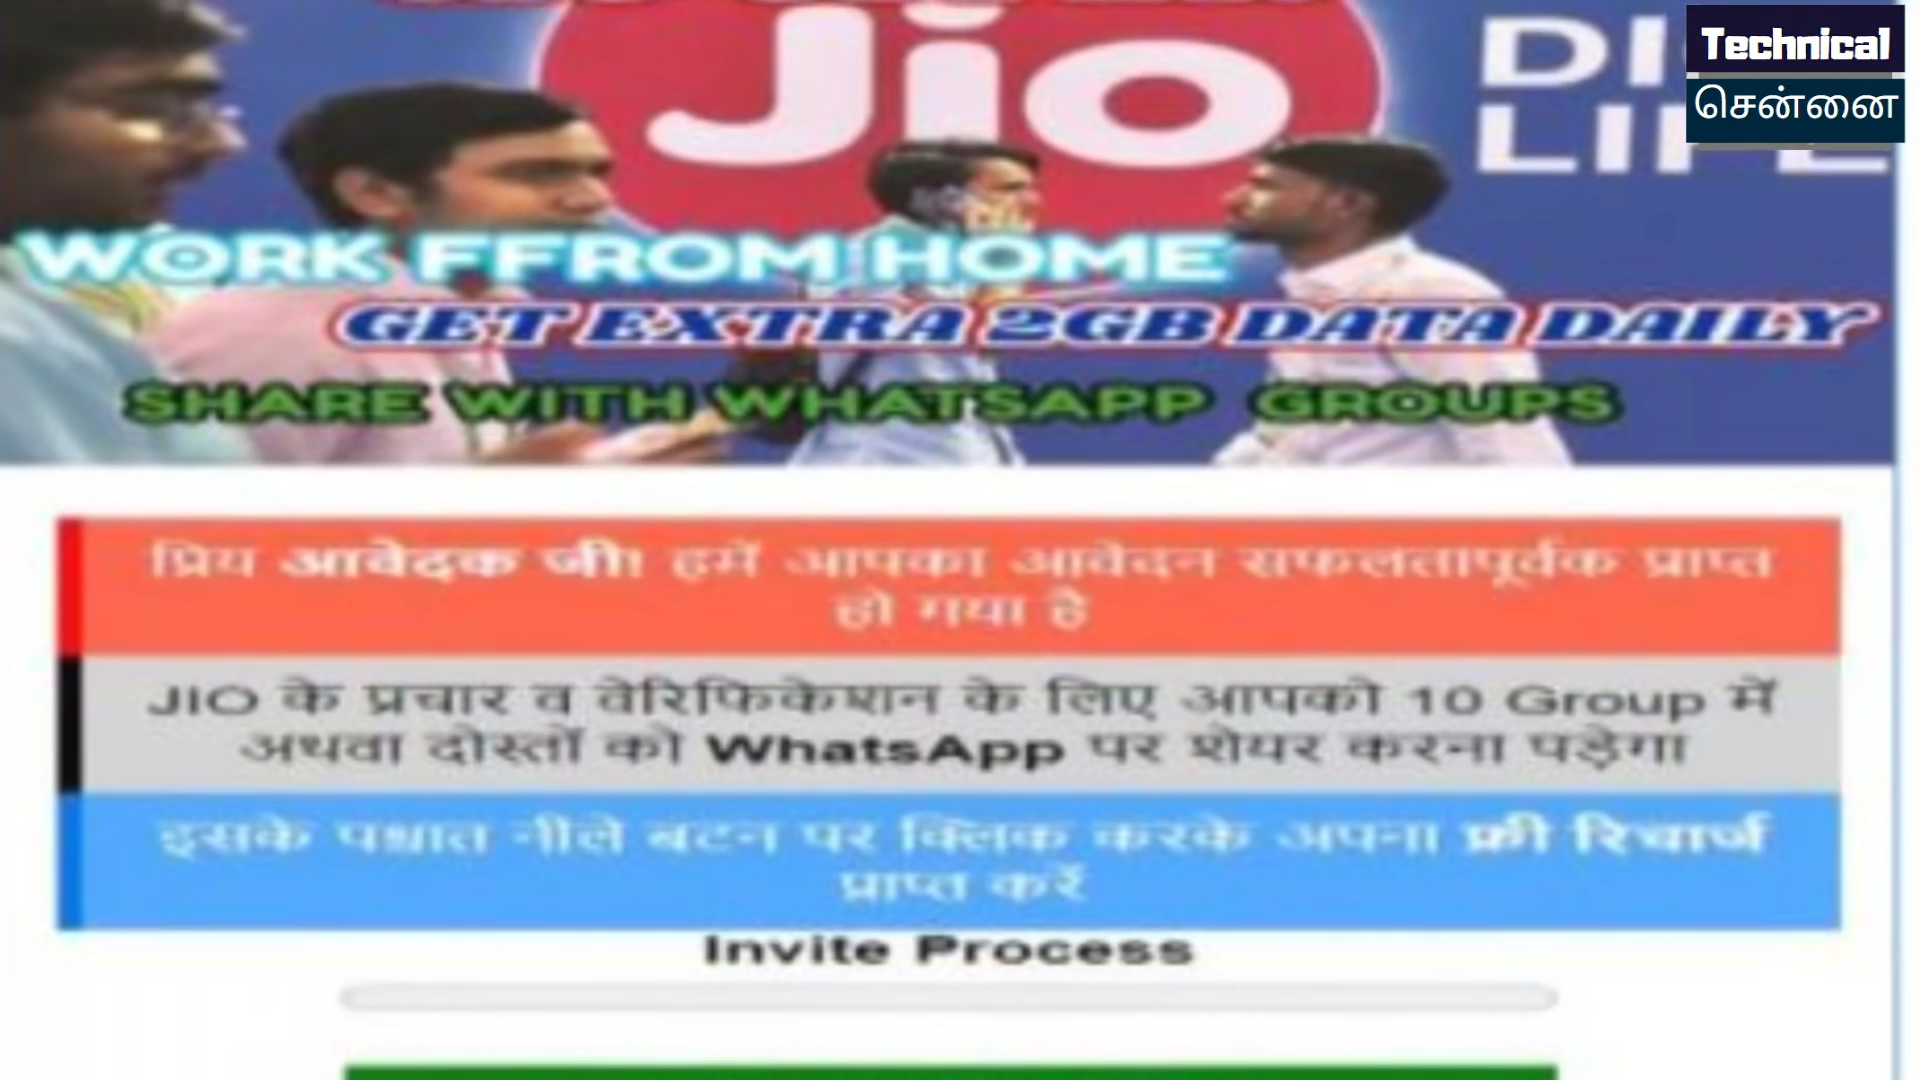 Jio
Technical
சென்னை
WORK FFROM HOME
GET EXTRA 2GB DATA DAILY
SHARE WITH WHATSAPP GROUPS
प्रिय आवेदक जी! हमें आपका आवेदन सफलतापूर्वक प्राप्त
हो गया है
JIO के प्रचार व वेरिफिकेशन के लिए आपको 10 Group में
अथवा दोस्तों को WhatsApp पर शेयर करना पड़ेगा
इसके पश्चात नीले बटन पर क्लिक करके अपना फ्री रिचार्ज
प्राप्त करें
Invite Process